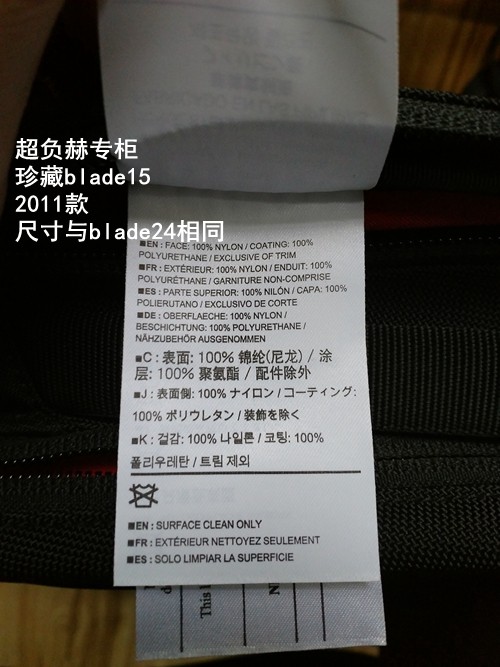 超负赫专柜
珍藏blade15
2011款
尺寸与blade24相同
■EN : FACE: 100% NYLON / COATING: 100%
POLYURETHANE / EXCLUSIVE OF TRIM
■FR : EXTÉRIEUR: 100% NYLON / ENDUIT: 100%
POLYURÉTHANE / GARNITURE NON-COMPRISE
■ES : PARTE SUPERIOR: 100% NILÓN / CAPA: 100%
POLIERUTANO / EXCLUSIVO DE CORTE
■DE : OBERFLAECHE: 100% NYLON /
BESCHICHTUNG: 100% POLYURETHANE /
NÄHZUBEHÖR AUSGENOMMEN
■C : 表面: 100% 锦纶(尼龙) / 涂
层: 100% 聚氨酯 / 配件除外
■J : 表面側: 100% ナイロン / コーティング:
100% ポリウレタン / 装飾を除く
■K : 겉감: 100% 나일론 / 코팅: 100%
폴리우레탄 / 트림 제외
■EN : SURFACE CLEAN ONLY
■FR : EXTÉRIEUR NETTOYEZ SEULEMENT
■ES : SOLO LIMPIAR LA SUPERFICIE
This